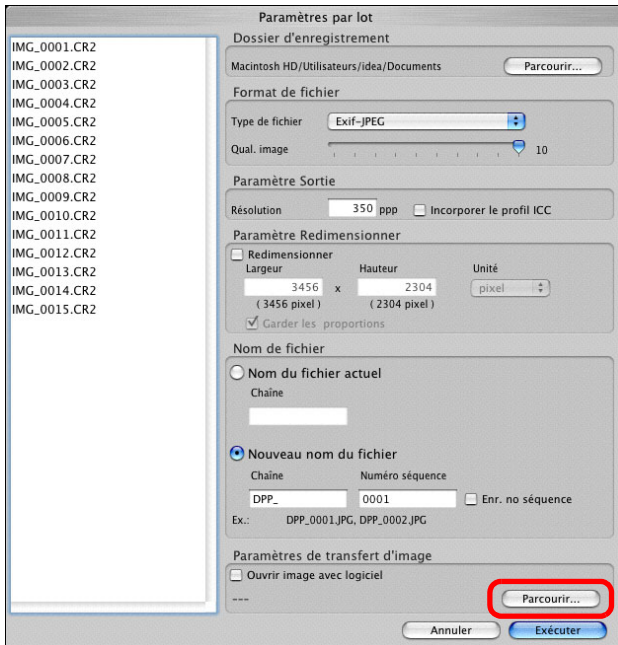 Paramètres par lot
IMG_0001.CR2
IMG_0002.CR2
IMG_0003.CR2
IMG_0004.CR2
IMG_0005.CR2
IMG_0006.CR2
IMG_0007.CR2
IMG_0008.CR2
IMG_0009.CR2
IMG_0010.CR2
IMG_0011.CR2
IMG_0012.CR2
IMG_0013.CR2
IMG_0014.CR2
IMG_0015.CR2
Dossier d'enregistrement
Macintosh HD/Utilisateurs/idea/Documents Parcourir...
Format de fichier
Type de fichier Exif-JPEG
Qual. image 10
Paramètre Sortie
Résolution 350 ppp Incorporer le profil ICC
Paramètre Redimensionner
Redimensionner
Largeur Hauteur Unité
3456 x 2304 pixel
(3456 pixel) (2304 pixel)
Garder les proportions
Nom de fichier
Nom du fichier actuel
Chaîne
Nouveau nom du fichier
Chaîne Numéro séquence
DPP_ 0001 Enr. no séquence
Ex.: DPP_0001.JPG, DPP_0002.JPG
Paramètres de transfert d'image
Ouvrir image avec logiciel
--- Parcourir...
Annuler Exécuter